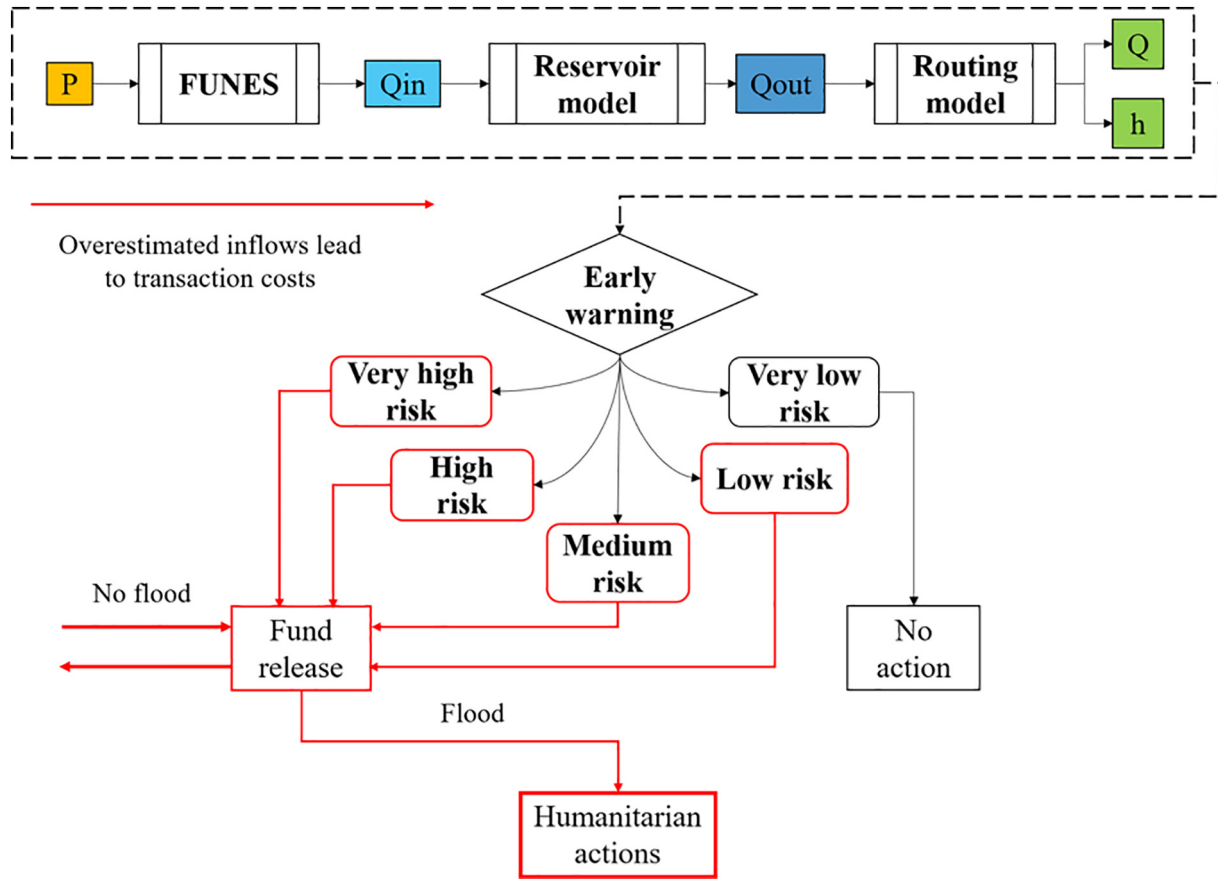 P
FUNES
Qin
Reservoir
model
Qout
Routing
model
Q
h
Overestimated inflows lead
to transaction costs
Early
warning
Very high
risk
Very low
risk
High
risk
Low risk
Medium
risk
No flood
Fund
release
No
action
Flood
Humanitarian
actions